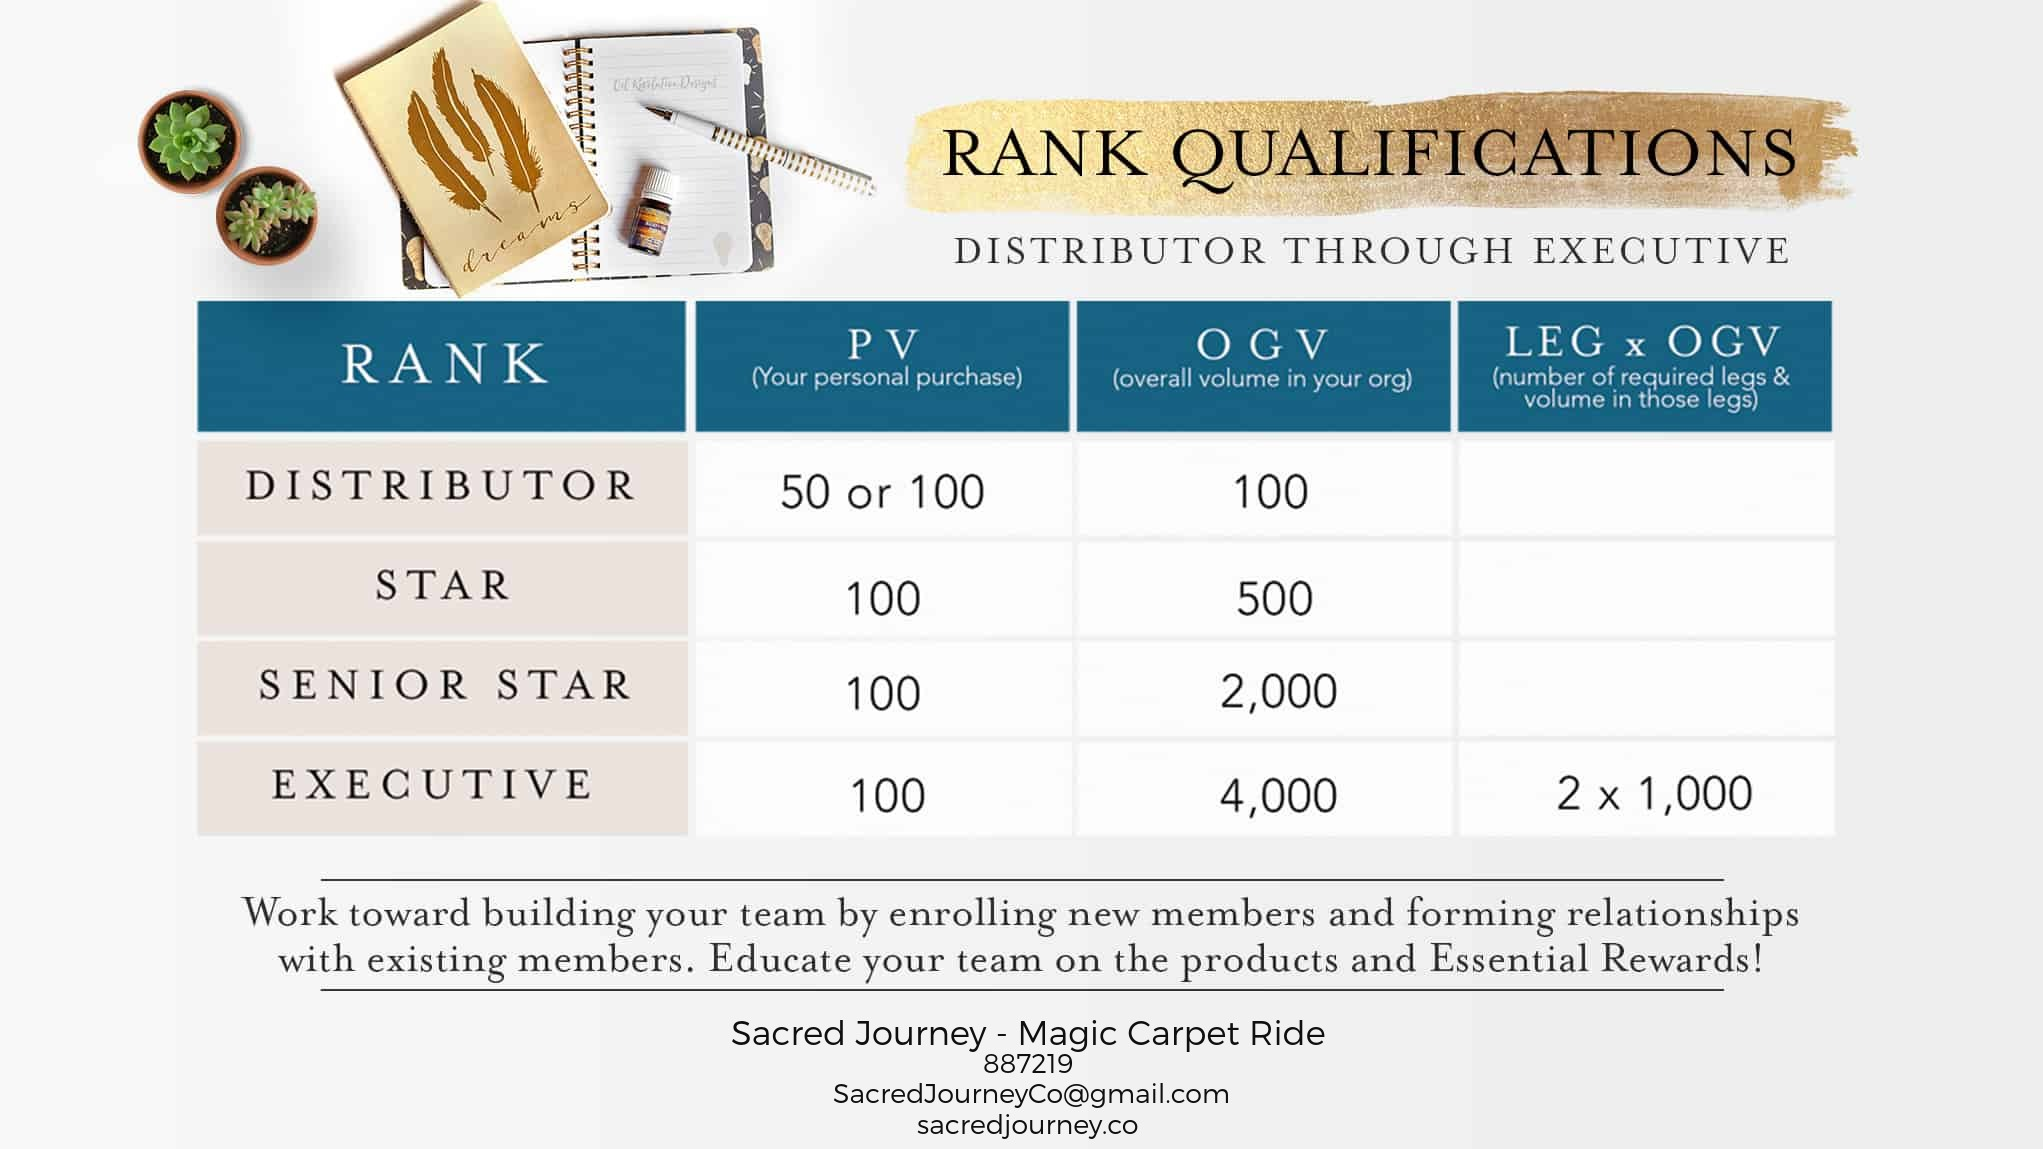 Oil Revolution Designs
dreams
RANK QUALIFICATIONS
DISTRIBUTOR THROUGH EXECUTIVE
RANK
PV
(Your personal purchase)
OGV
(overall volume in your org)
LEG x OGV
(number of required legs &
volume in those legs)
DISTRIBUTOR
50 or 100
100
STAR
100
500
SENIOR STAR
100
2,000
EXECUTIVE
100
4,000
2 x 1,000
Work toward building your team by enrolling new members and forming relationships
with existing members. Educate your team on the products and Essential Rewards!
Sacred Journey - Magic Carpet Ride
887219
SacredJourneyCo@gmail.com
sacredjourney.co